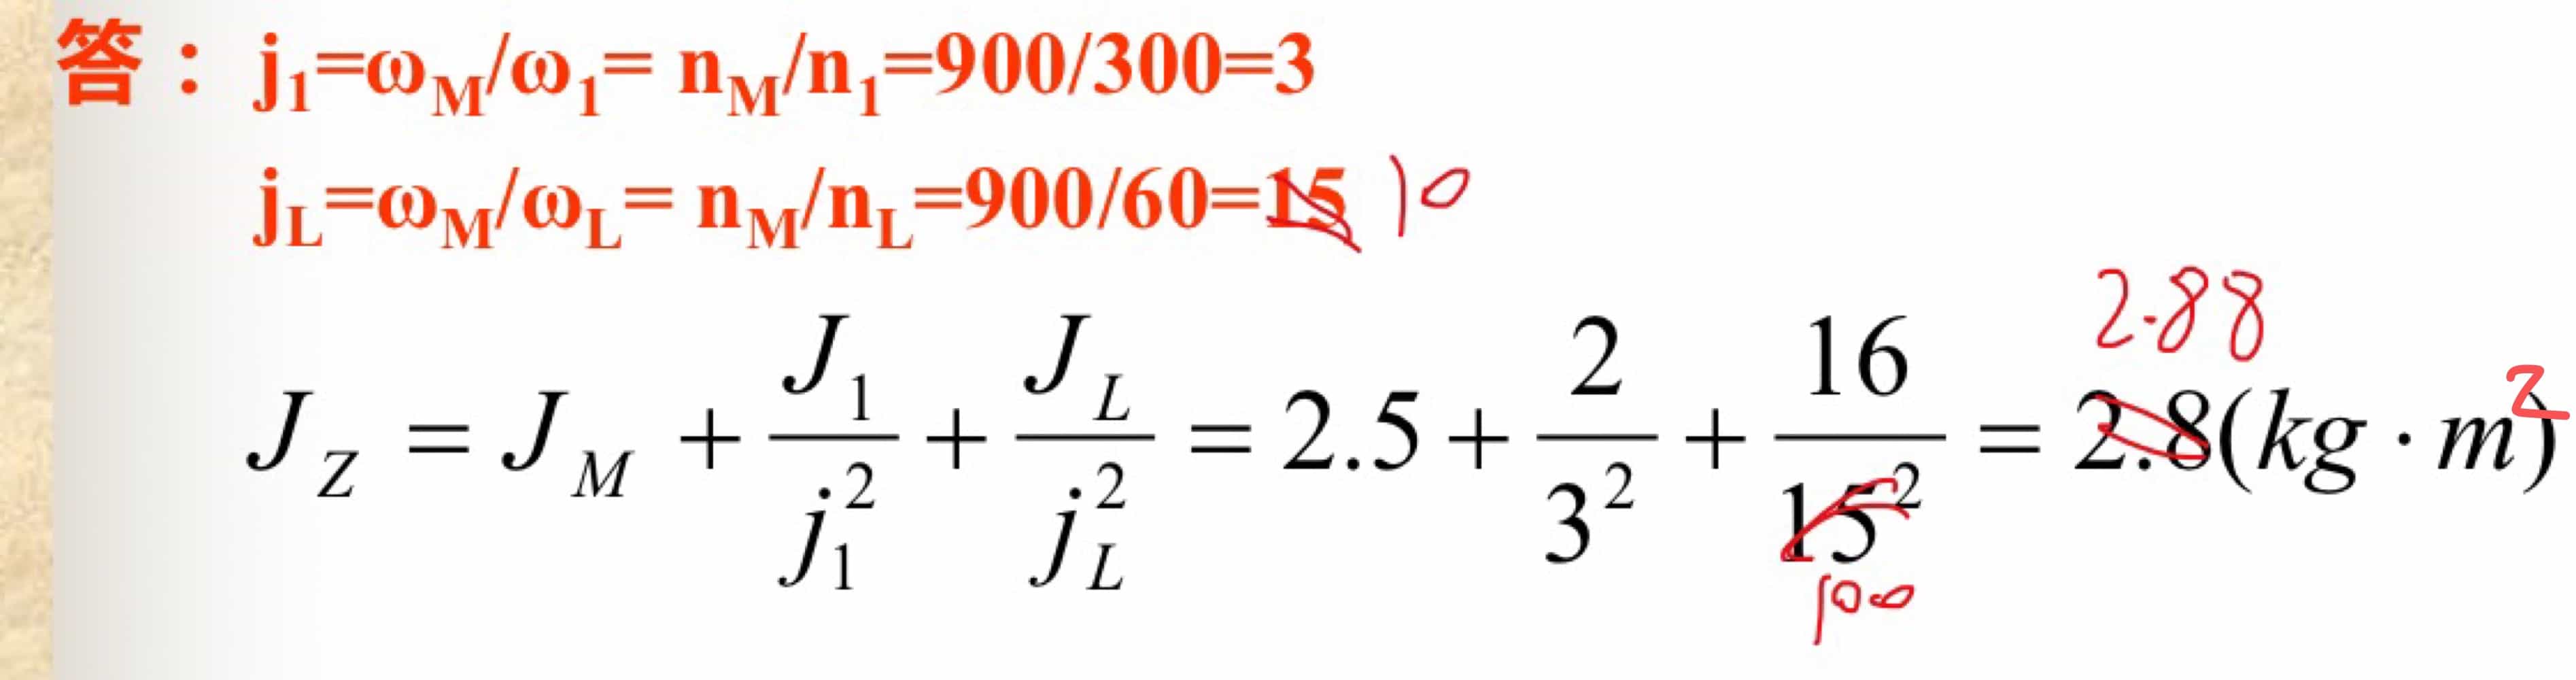 答：j₁=ω_M/ω₁= n_M/n₁=900/300=3
j_L=ω_M/ω_L= n_M/n_L=900/60=15 10
2.88
J_Z = J_M + J₁/j₁² + J_L/j_L² = 2.5 + 2/3² + 16/15² = 2.8(kg·m²)
100